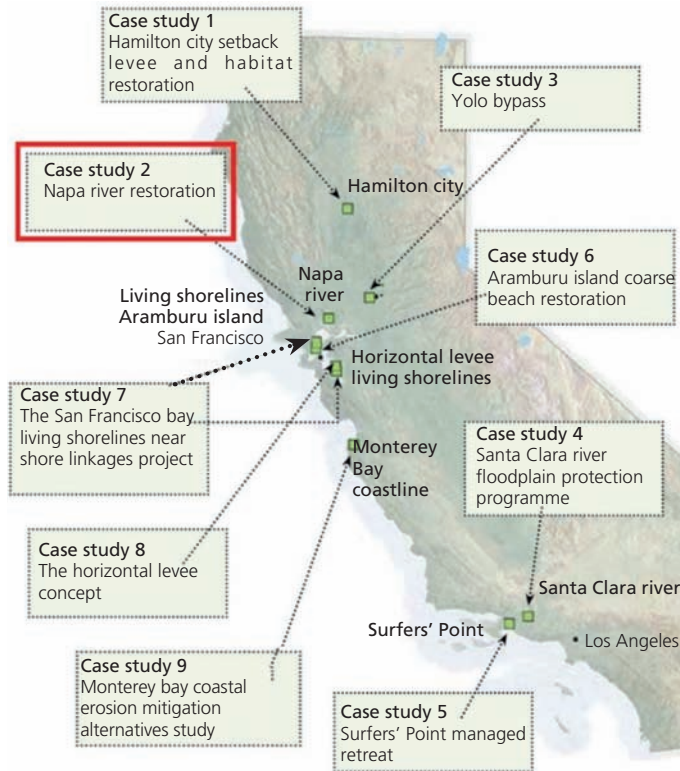 Case study 1
Hamilton city setback
levee and habitat
restoration
Case study 3
Yolo bypass
Case study 2
Napa river restoration
Hamilton city
Case study 6
Aramburu island coarse
beach restoration
Napa
river
Living shorelines
Aramburu island
San Francisco
Horizontal levee
living shorelines
Case study 7
The San Francisco bay
living shorelines near
shore linkages project
Case study 4
Santa Clara river
floodplain protection
programme
Monterey
Bay
coastline
Case study 8
The horizontal levee
concept
Santa Clara river
Surfers' Point
Los Angeles
Case study 9
Monterey bay coastal
erosion mitigation
alternatives study
Case study 5
Surfers' Point managed
retreat